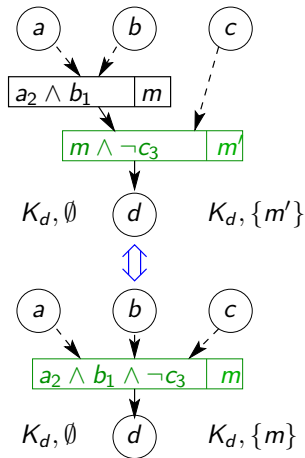 a b c
a₂ ∧ b₁ m
m ∧ ¬c₃ m′
K_d, ∅ d K_d, {m′}
a b c
a₂ ∧ b₁ ∧ ¬c₃ m
K_d, ∅ d K_d, {m}